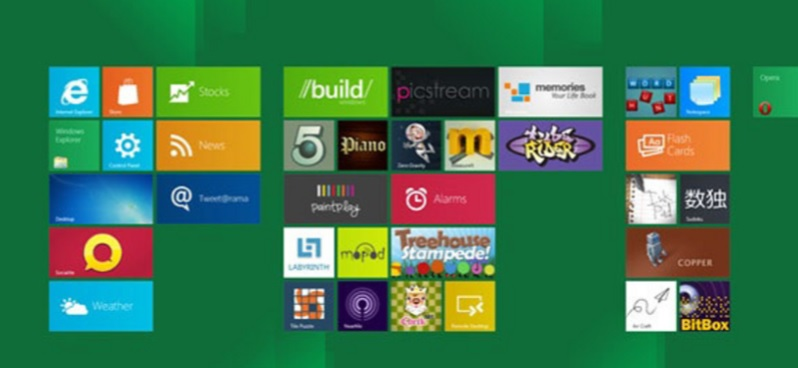 Internet Explorer
Store
Stocks
Windows
Explorer
Control Panel
News
Desktop
Tweet@rama
Socialite
Weather
//build/
windows
picstream
memories
Your Life Book
5
Piano
Zero Gravity
tube
RIDER
paintplay
Alarms
LABYRINTH
mopod
Treehouse
Stampede!
Tile Puzzle
NearMe
Check
Remote Desktop
WORD
HUNT
Notespace
Flash
Cards
数独
Sudoku
COPPER
Air Craft
BitBox
Opera